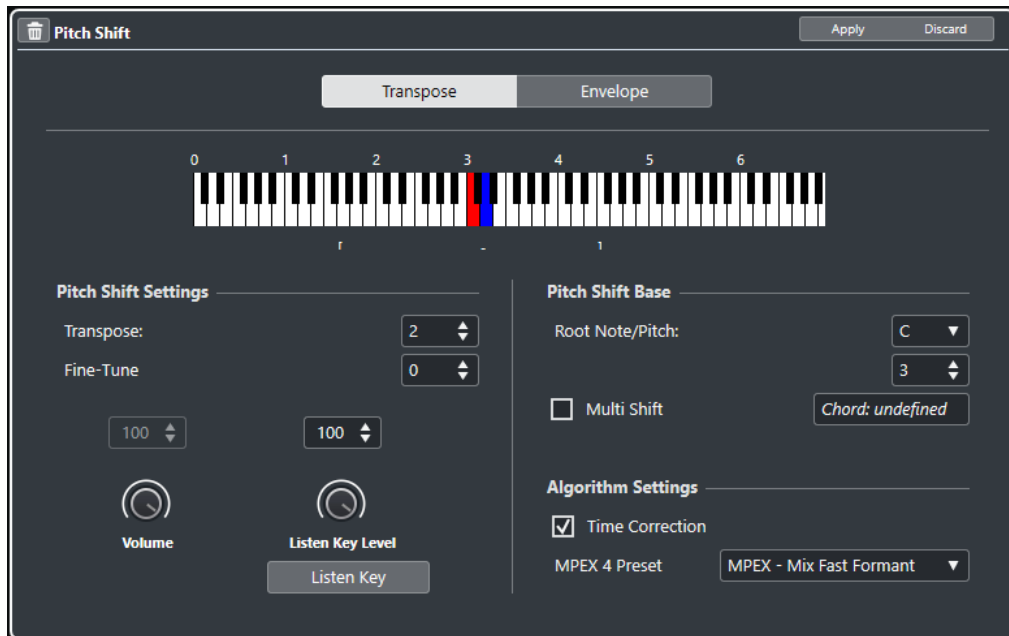 Pitch Shift Apply Discard
Transpose Envelope
0 1 2 3 4 5 6
Pitch Shift Settings
Transpose: 2
Fine-Tune 0
100 100
Volume Listen Key Level
Listen Key
Pitch Shift Base
Root Note/Pitch: C
3
Multi Shift Chord: undefined
Algorithm Settings
Time Correction
MPEX 4 Preset MPEX - Mix Fast Formant